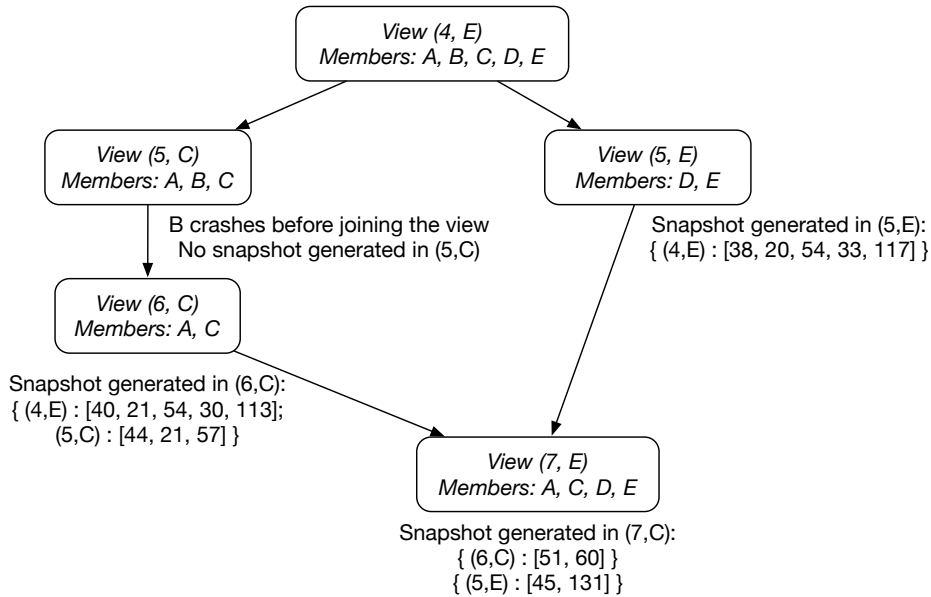 View (4, E)
Members: A, B, C, D, E
View (5, C)
Members: A, B, C
View (5, E)
Members: D, E
B crashes before joining the view
No snapshot generated in (5,C)
Snapshot generated in (5,E):
{ (4,E) : [38, 20, 54, 33, 117] }
View (6, C)
Members: A, C
Snapshot generated in (6,C):
{ (4,E) : [40, 21, 54, 30, 113];
(5,C) : [44, 21, 57] }
View (7, E)
Members: A, C, D, E
Snapshot generated in (7,C):
{ (6,C) : [51, 60] }
{ (5,E) : [45, 131] }